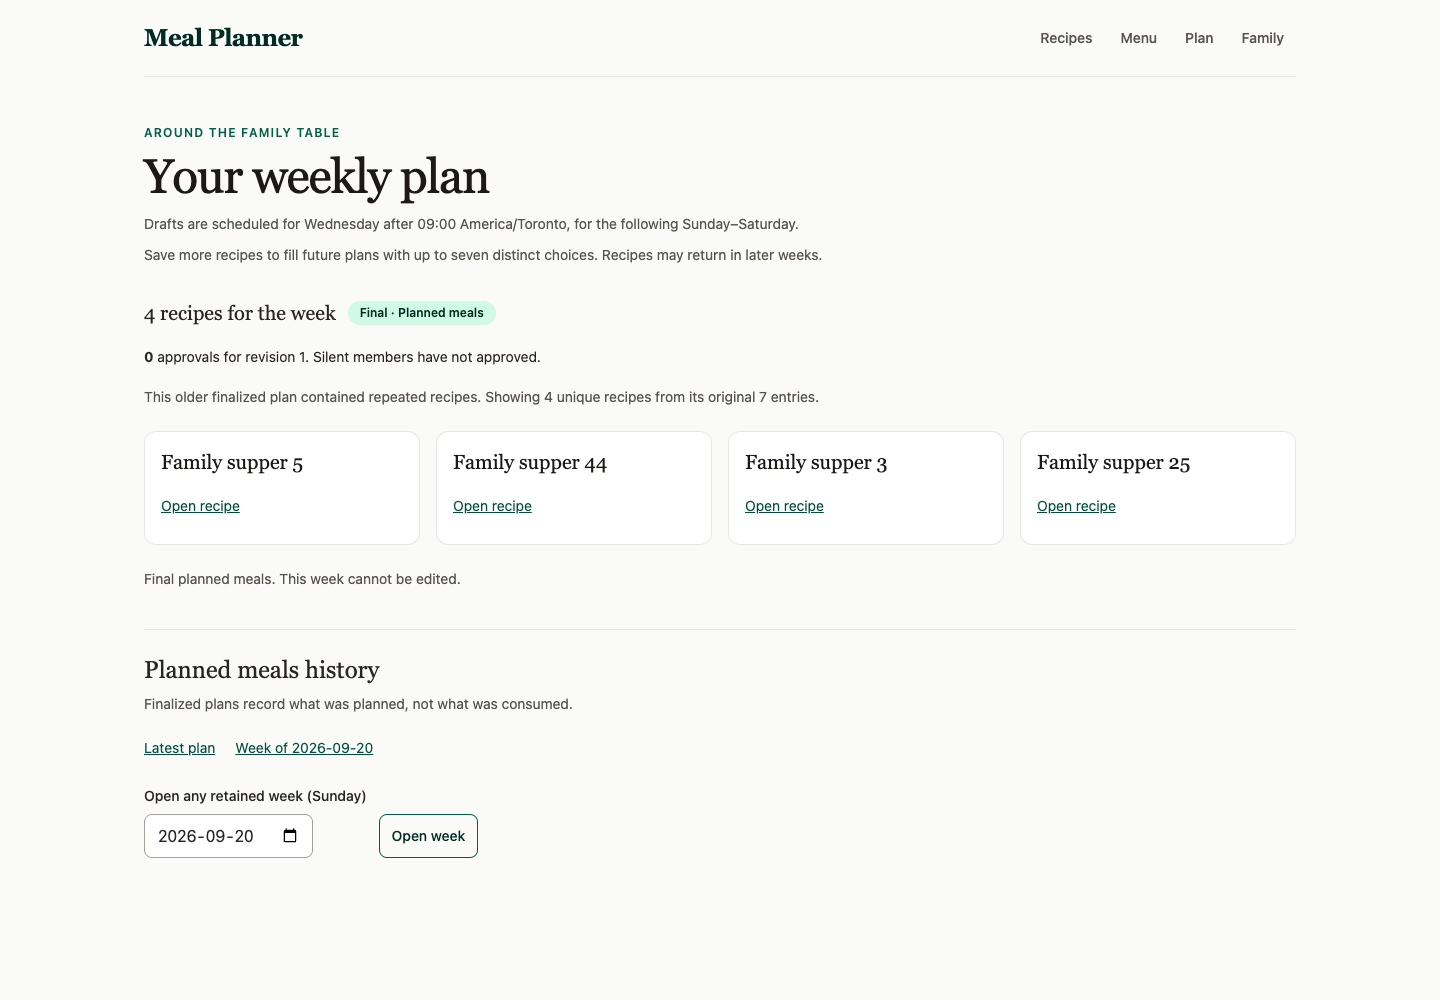 Meal Planner
Recipes Menu Plan Family
AROUND THE FAMILY TABLE
Your weekly plan
Drafts are scheduled for Wednesday after 09:00 America/Toronto, for the following Sunday–Saturday.
Save more recipes to fill future plans with up to seven distinct choices. Recipes may return in later weeks.
4 recipes for the week Final · Planned meals
0 approvals for revision 1. Silent members have not approved.
This older finalized plan contained repeated recipes. Showing 4 unique recipes from its original 7 entries.
Family supper 5
Open recipe
Family supper 44
Open recipe
Family supper 3
Open recipe
Family supper 25
Open recipe
Final planned meals. This week cannot be edited.
Planned meals history
Finalized plans record what was planned, not what was consumed.
Latest plan Week of 2026-09-20
Open any retained week (Sunday)
2026-09-20 Open week